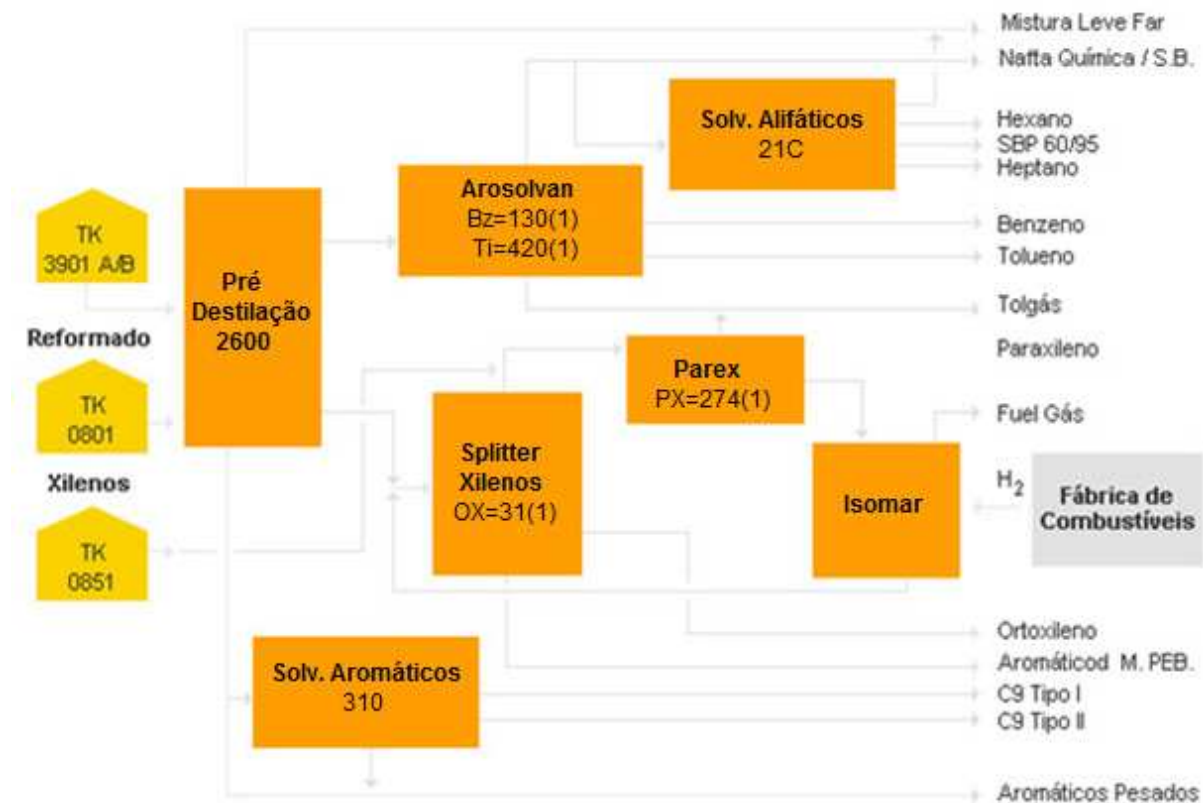 Mistura Leve Far
Nafta Química / S.B.
Solv. Alifáticos
21C
Hexano
SBP 60/95
Heptano
Arosolvan
Bz=130(1)
Ti=420(1)
Benzeno
Tolueno
TK
3901 A/B
Pré
Destilação
2600
Tolgás
Reformado
Paraxileno
Parex
PX=274(1)
TK
0801
Fuel Gás
Splitter
Xilenos
OX=31(1)
Xilenos
Isomar
H2
Fábrica de
Combustíveis
TK
0851
Ortoxileno
Solv. Aromáticos
310
Aromáticod M. PEB.
C9 Tipo I
C9 Tipo II
Aromáticos Pesados